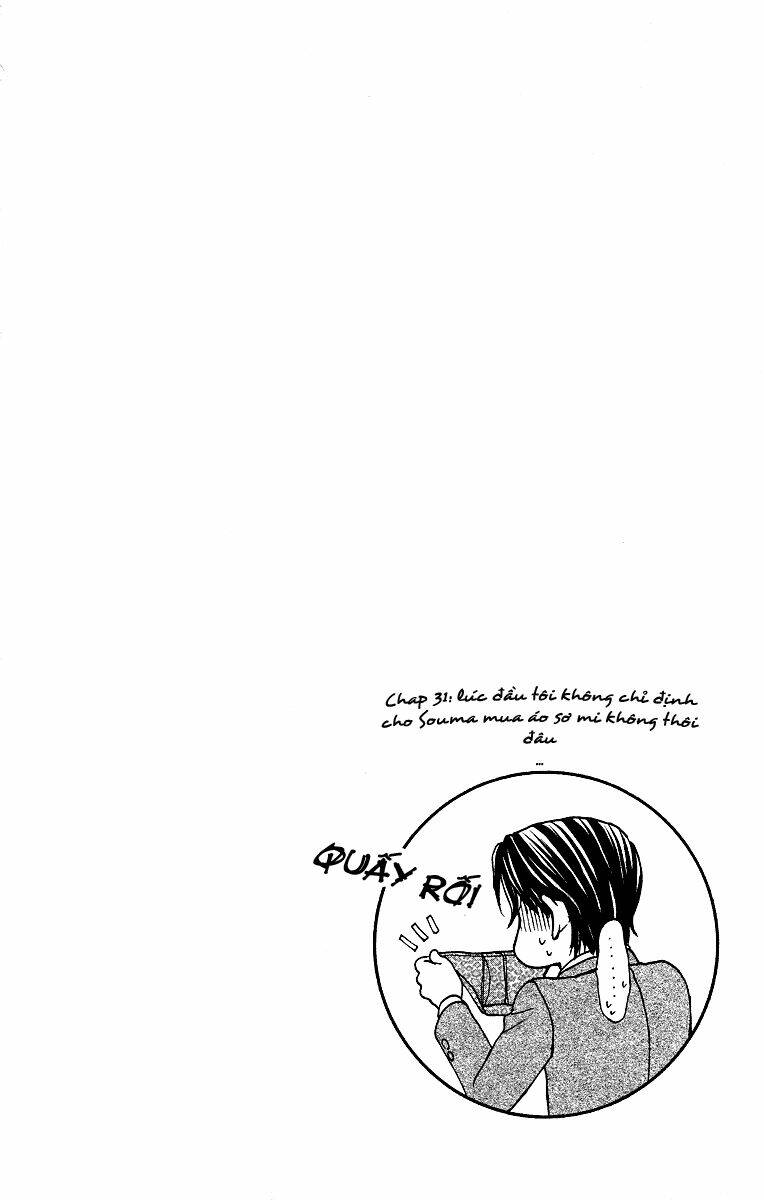 Chap 31: lúc đầu tôi không chỉ định
cho Souma mua áo sơ mi không thôi
đâu
...
QUẤY RỐI